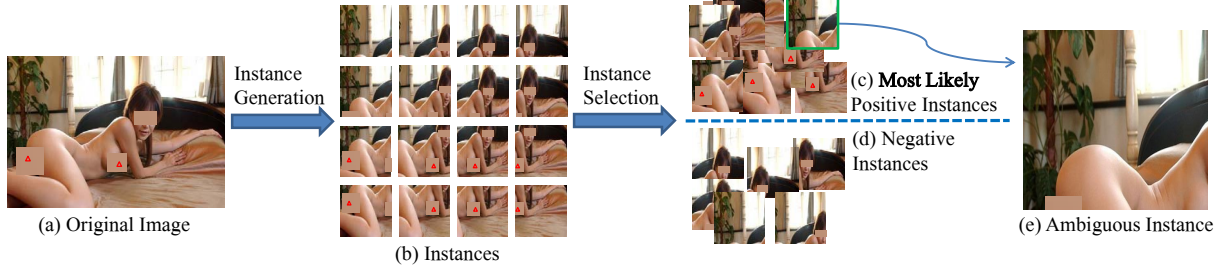 Instance
Generation
Instance
Selection
(c) Most Likely
Positive Instances
(d) Negative
Instances
(a) Original Image
(b) Instances
(e) Ambiguous Instance